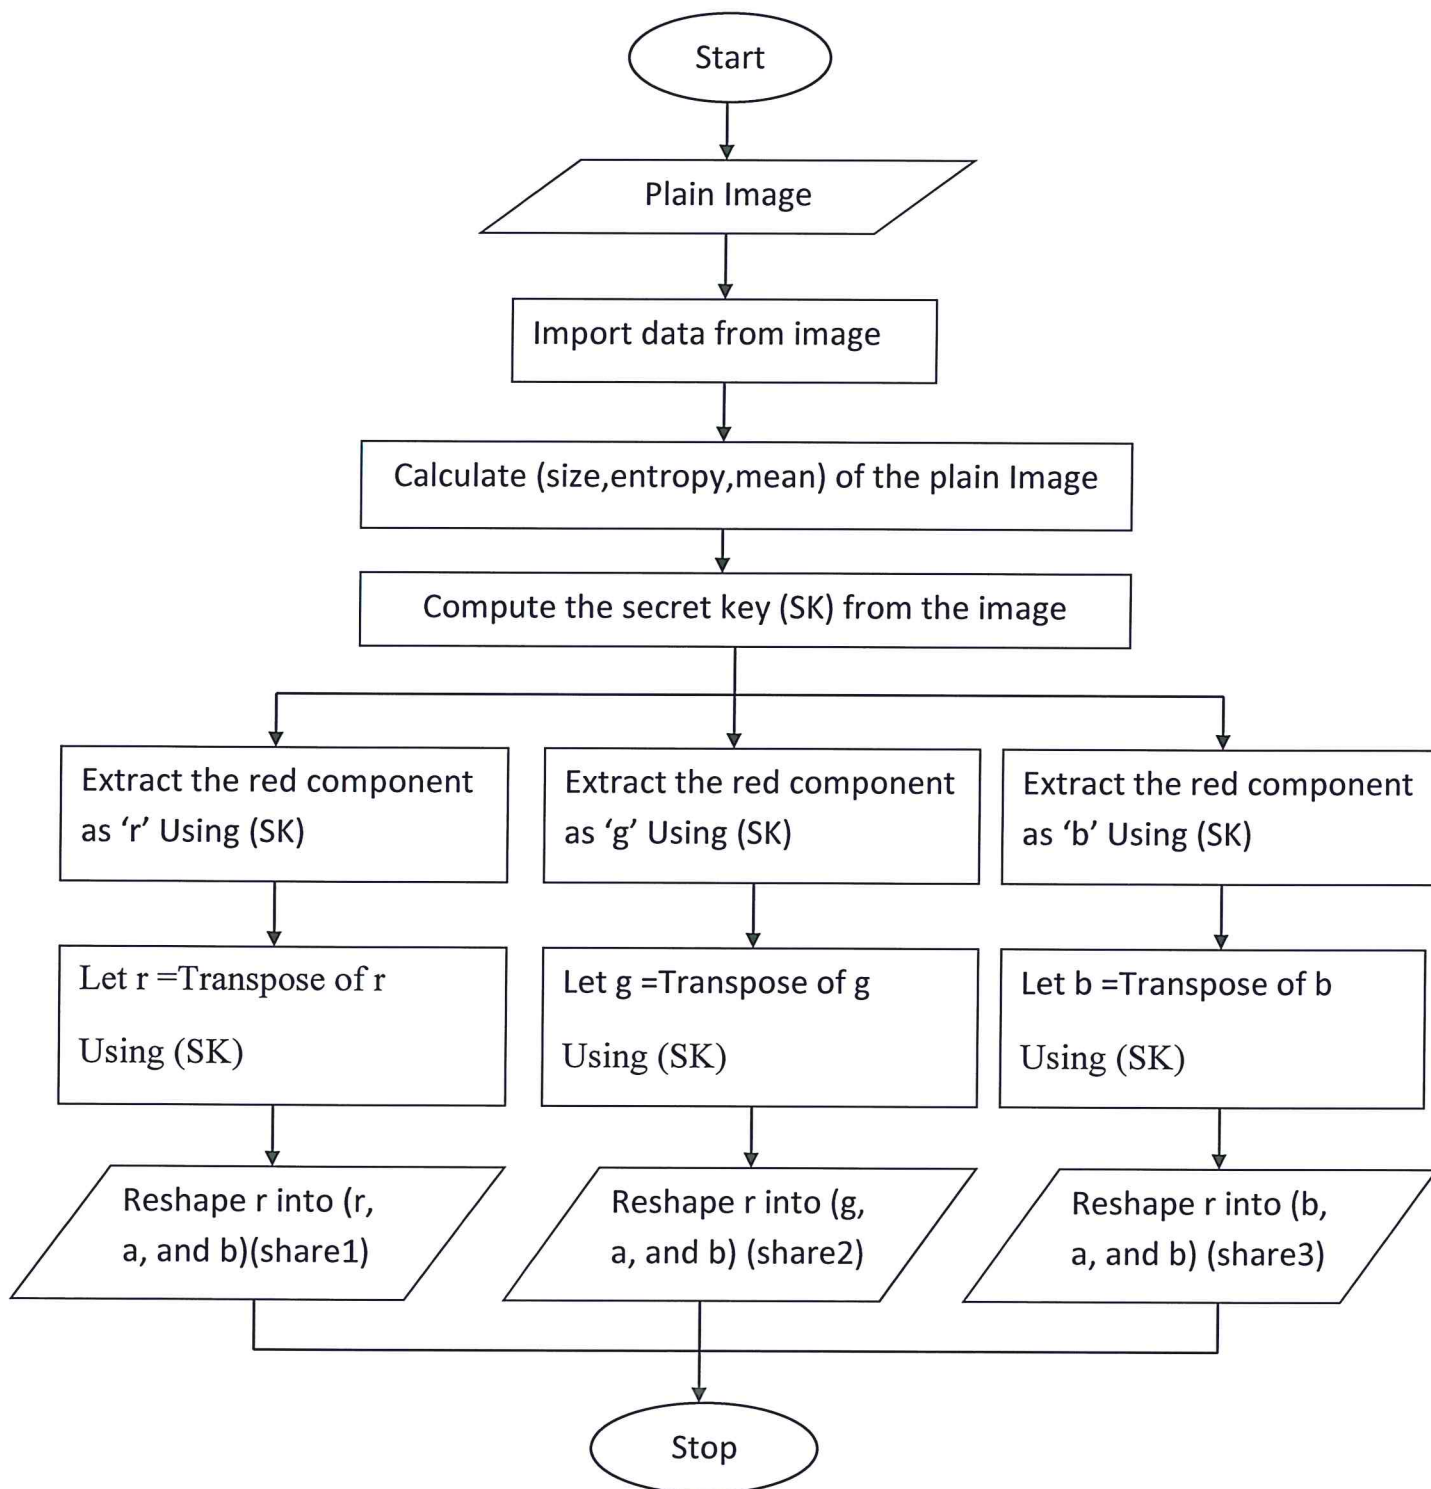 Start
Plain Image
Import data from image
Calculate (size,entropy,mean) of the plain Image
Compute the secret key (SK) from the image
Extract the red component
as ‘r’ Using (SK)
Extract the red component
as ‘g’ Using (SK)
Extract the red component
as ‘b’ Using (SK)
Let r =Transpose of r
Using (SK)
Let g =Transpose of g
Using (SK)
Let b =Transpose of b
Using (SK)
Reshape r into (r,
a, and b)(share1)
Reshape r into (g,
a, and b) (share2)
Reshape r into (b,
a, and b) (share3)
Stop